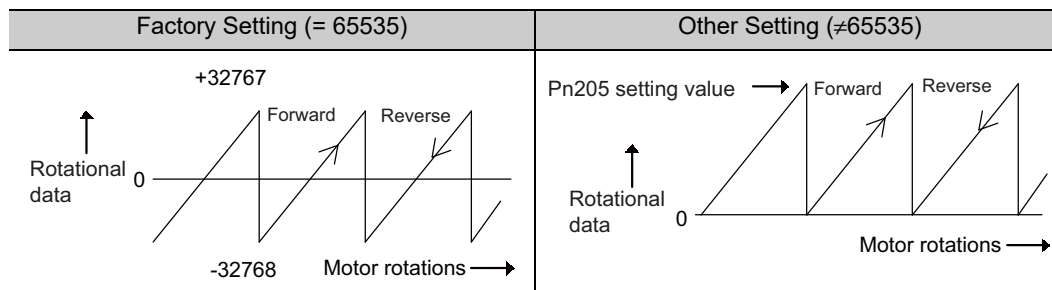 Factory Setting (= 65535)
+32767
Forward
Reverse
Rotational
data
0
-32768
Motor rotations
Other Setting (≠65535)
Pn205 setting value
Forward
Reverse
Rotational
data
0
Motor rotations